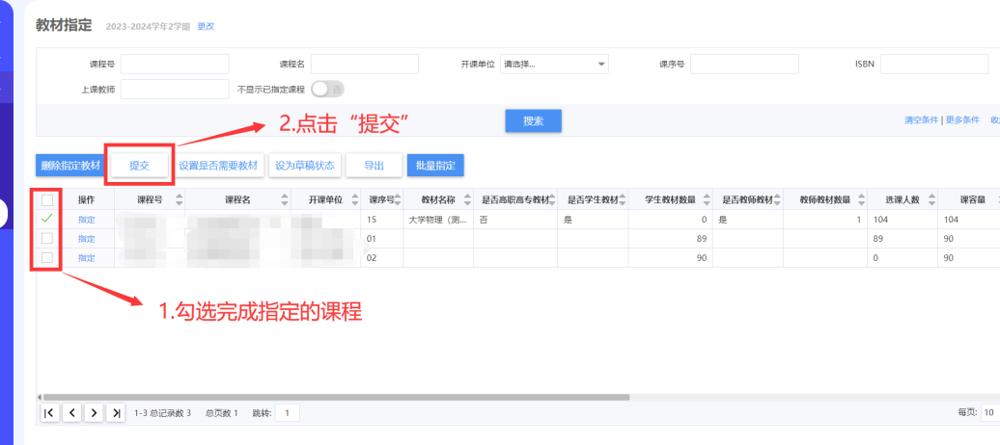 教材指定 2023-2024学年2学期 更改
课程号 课程名 开课单位 请选择... 课序号 ISBN
上课教师 不显示已指定课程 否
2.点击“提交”
搜索 清空条件 | 更多条件
删除指定教材 提交 设置是否需要教材 设为草稿状态 导出 批量指定
操作 课程号 课程名 开课单位 课序号 教材名称 是否高职高专教材 是否学生教材 学生教材数量 是否教师教材 教师教材数量 选课人数 课容量
指定 15 大学物理（测... 否 是 0 是 1 104 104
指定 01 89 89 90
指定 02 90 0 90
1.勾选完成指定的课程
1-3 总记录数 3 总页数 1 跳转: 1 每页: 10